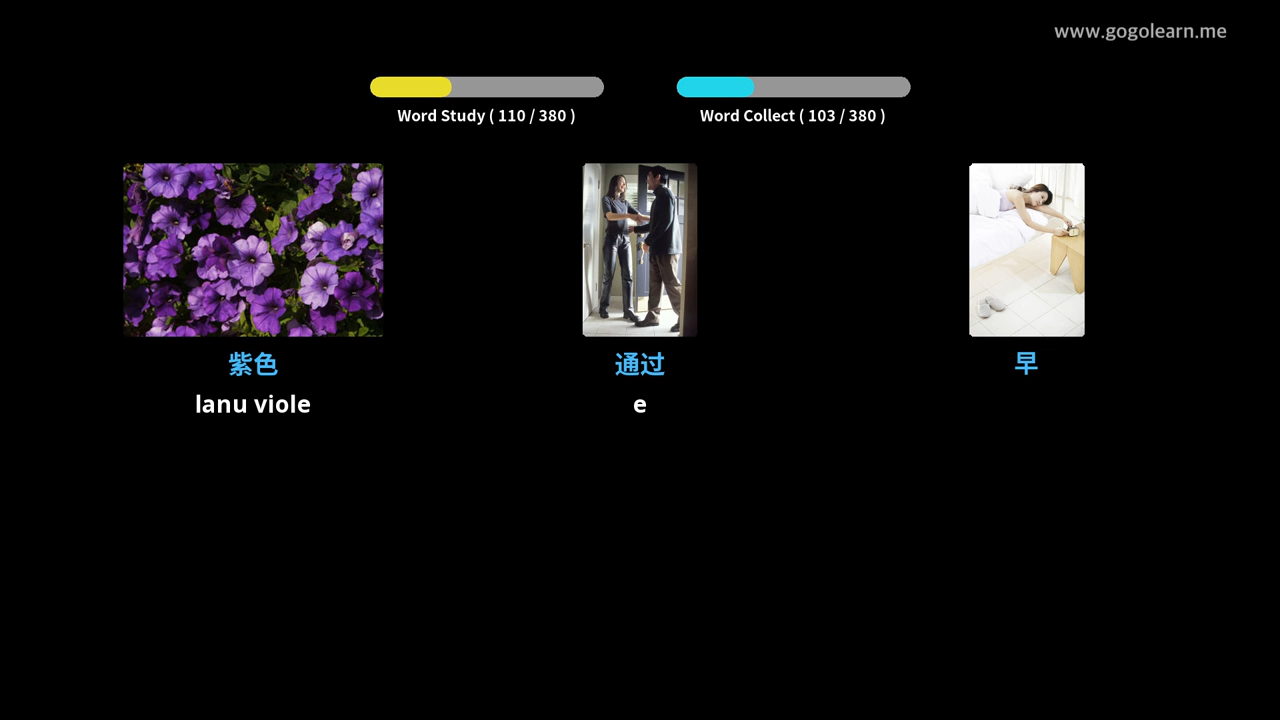 www.gogolearn.me
Word Study ( 110 / 380 )
Word Collect ( 103 / 380 )
紫色
通过
早
lanu viole
e